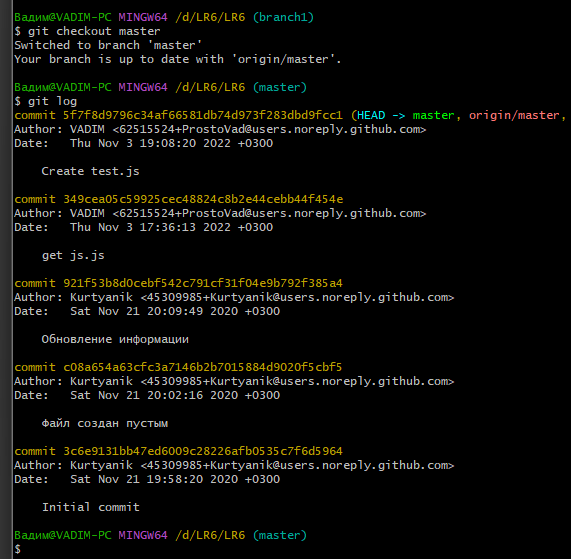 Вадим@VADIM-PC MINGW64 /d/LR6/LR6 (branch1)
$ git checkout master
Switched to branch 'master'
Your branch is up to date with 'origin/master'.
Вадим@VADIM-PC MINGW64 /d/LR6/LR6 (master)
$ git log
commit 5f7f8d9796c34af66581db74d973f283dbd9fcc1 (HEAD -> master, origin/master,
Author: VADIM <62515524+ProstoVad@users.noreply.github.com>
Date:   Thu Nov 3 19:08:20 2022 +0300
Create test.js
commit 349cea05c59925cec48824c8b2e44cebb44f454e
Author: VADIM <62515524+ProstoVad@users.noreply.github.com>
Date:   Thu Nov 3 17:36:13 2022 +0300
get js.js
commit 921f53b8d0cebf542c791cf31f04e9b792f385a4
Author: Kurtyanik <45309985+Kurtyanik@users.noreply.github.com>
Date:   Sat Nov 21 20:09:49 2020 +0300
Обновление информации
commit c08a654a63cfc3a7146b2b7015884d9020f5cbf5
Author: Kurtyanik <45309985+Kurtyanik@users.noreply.github.com>
Date:   Sat Nov 21 20:02:16 2020 +0300
Файл создан пустым
commit 3c6e9131bb47ed6009c28226afb0535c7f6d5964
Author: Kurtyanik <45309985+Kurtyanik@users.noreply.github.com>
Date:   Sat Nov 21 19:58:20 2020 +0300
Initial commit
Вадим@VADIM-PC MINGW64 /d/LR6/LR6 (master)
$